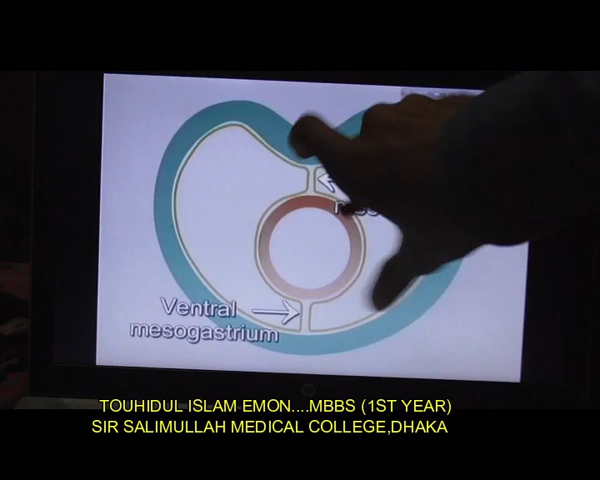 Ventral
mesogastrium
TOUHIDUL ISLAM EMON....MBBS (1ST YEAR)
SIR SALIMULLAH MEDICAL COLLEGE,DHAKA